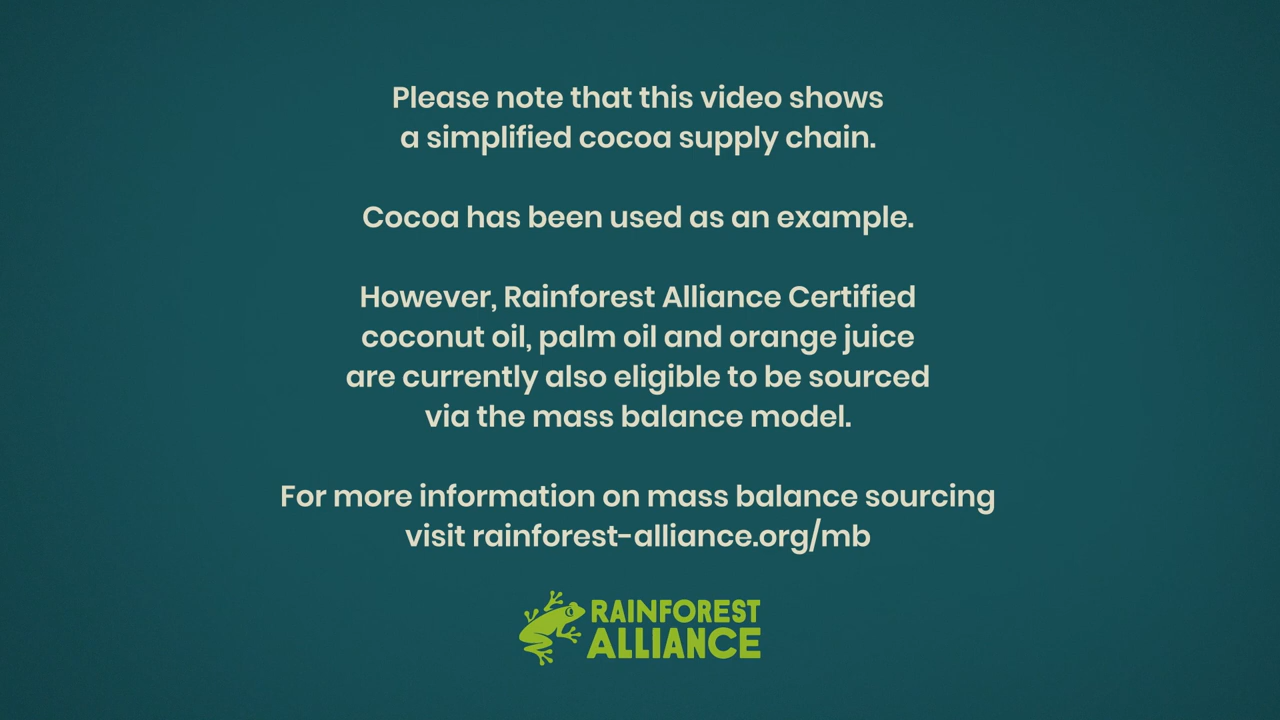 Please note that this video shows
a simplified cocoa supply chain.
Cocoa has been used as an example.
However, Rainforest Alliance Certified
coconut oil, palm oil and orange juice
are currently also eligible to be sourced
via the mass balance model.
For more information on mass balance sourcing
visit rainforest-alliance.org/mb
RAINFOREST
ALLIANCE